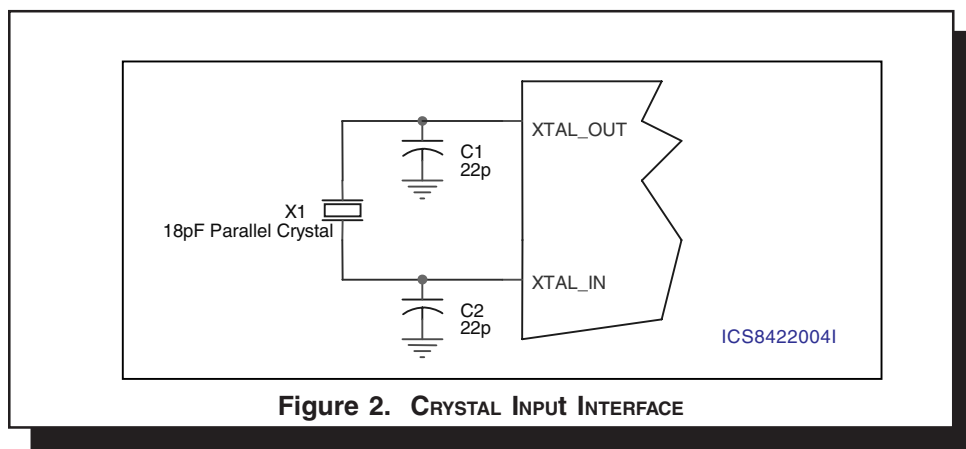 XTAL_OUT
C1
22p
X1
18pF Parallel Crystal
XTAL_IN
C2
22p
ICS8422004I
Figure 2. CRYSTAL INPUt INTERFACE